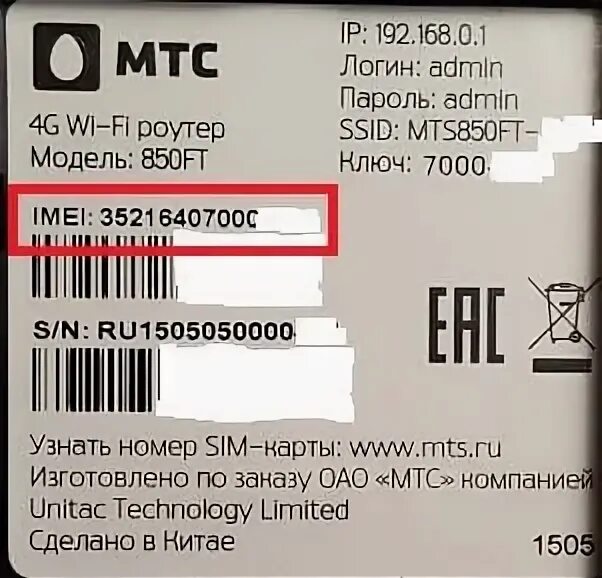 МТС
4G Wi-Fi роутер
Модель: 850FT
IP: 192.168.0.1
Логин: admin
Пароль: admin
SSID: MTS850FT-
Ключ: 7000
IMEI: 35216407000
S/N: RU1505050000
EAC
Узнать номер SIM-карты: www.mts.ru
Изготовлено по заказу ОАО «МТС» компанией
Unitac Technology Limited
Сделано в Китае
1505